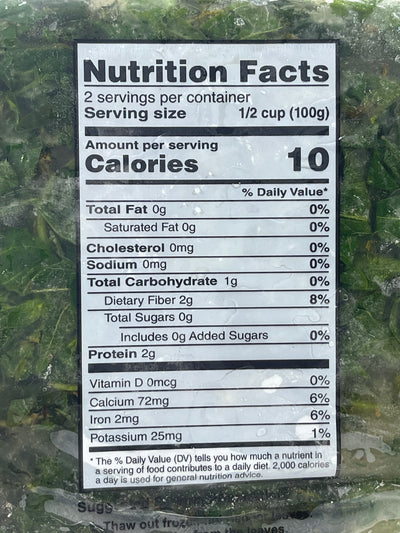 Nutrition Facts
2 servings per container
Serving size 1/2 cup (100g)
Amount per serving
Calories 10
% Daily Value*
Total Fat 0g 0%
Saturated Fat 0g 0%
Cholesterol 0mg 0%
Sodium 0mg 0%
Total Carbohydrate 1g 0%
Dietary Fiber 2g 8%
Total Sugars 0g
Includes 0g Added Sugars 0%
Protein 2g
Vitamin D 0mcg 0%
Calcium 72mg 6%
Iron 2mg 6%
Potassium 25mg 1%
* The % Daily Value (DV) tells you how much a nutrient in
a serving of food contributes to a daily diet. 2,000 calories
a day is used for general nutrition advice.
Thaw out
from the leaves.